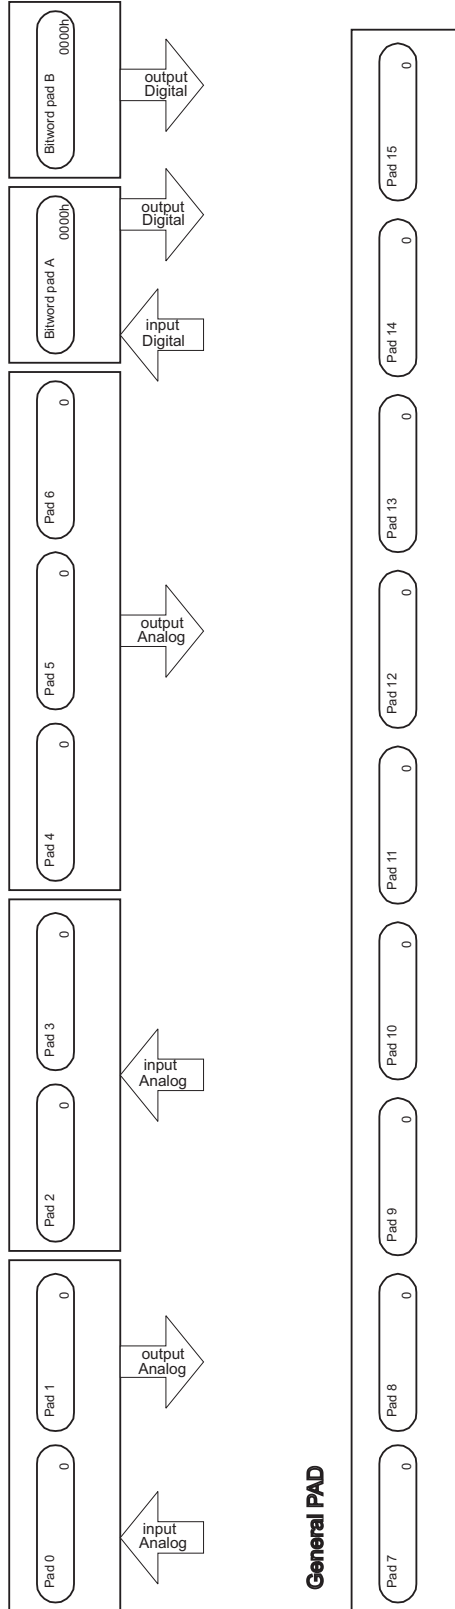 Pad 0
0
Pad 1
0
Pad 2
0
Pad 3
0
Pad 4
0
Pad 5
0
Pad 6
0
Bitword pad A
0000h
Bitword pad B
0000h
input
Analog
output
Analog
input
Analog
output
Analog
input
Digital
output
Digital
output
Digital
General PAD
Pad 7
0
Pad 8
0
Pad 9
0
Pad 10
0
Pad 11
0
Pad 12
0
Pad 13
0
Pad 14
0
Pad 15
0